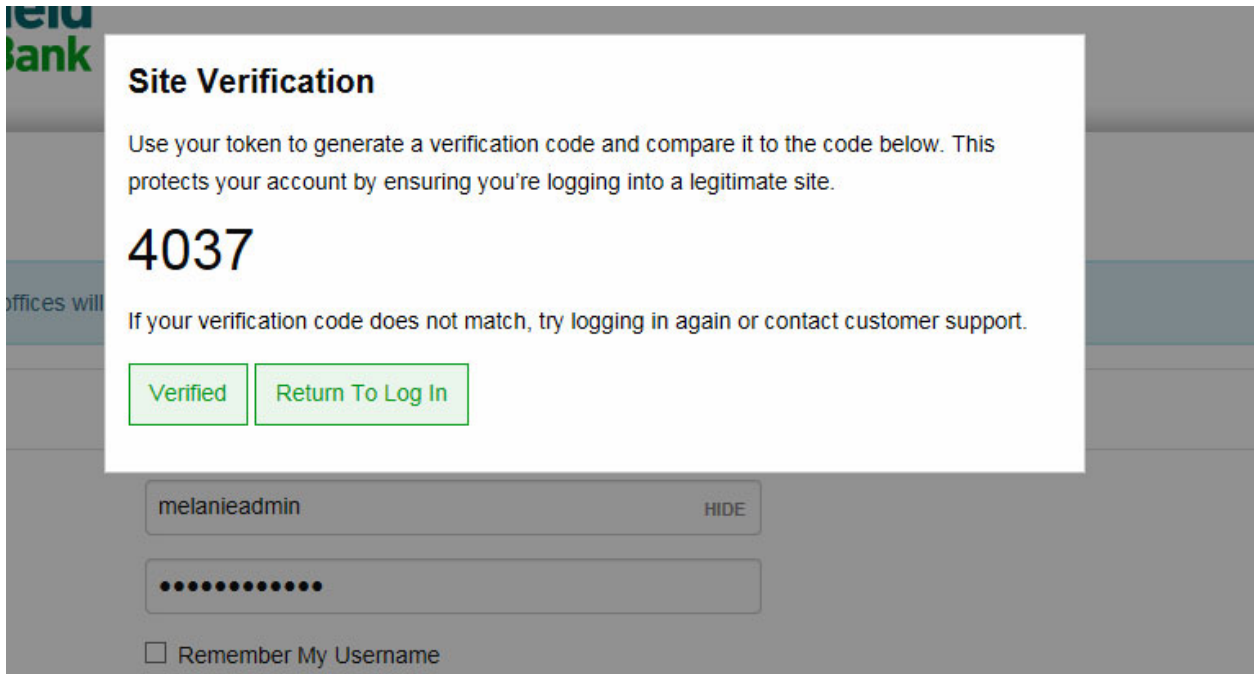 Bank
Site Verification
Use your token to generate a verification code and compare it to the code below. This
protects your account by ensuring you’re logging into a legitimate site.
4037
offices will
If your verification code does not match, try logging in again or contact customer support.
Verified Return To Log In
melanieadmin HIDE
••••••••••••
Remember My Username